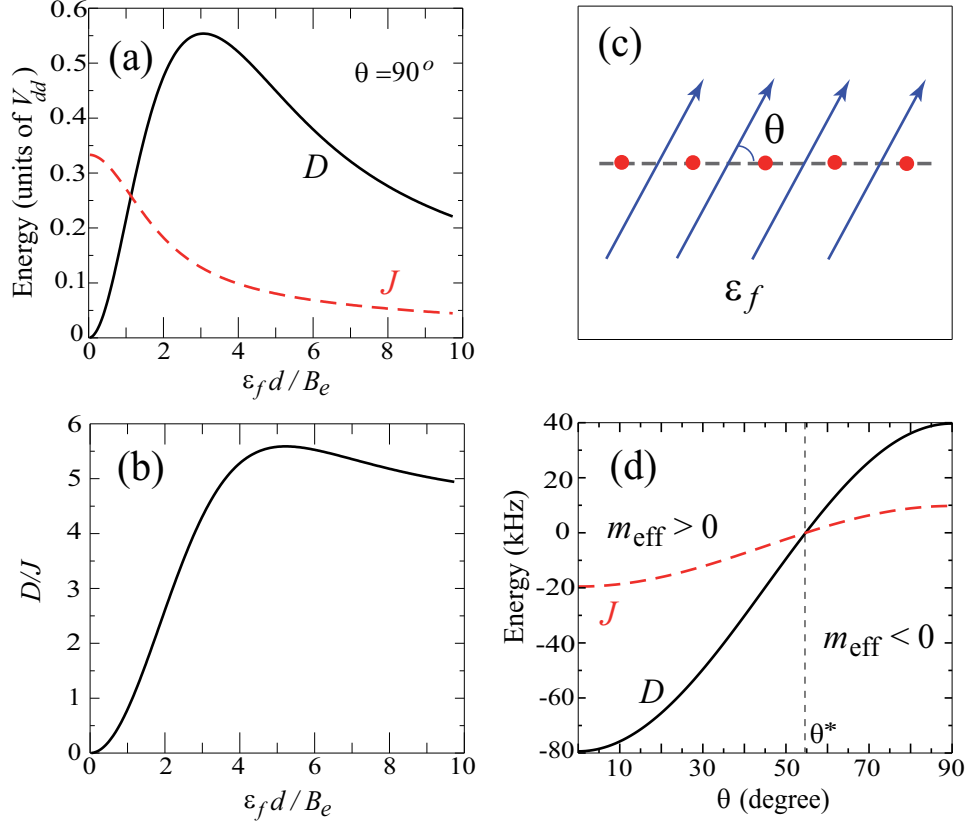 (a)
θ =90°
D
J
Energy (units of V_dd)
0.6
0.5
0.4
0.3
0.2
0.1
0
0 2 4 6 8 10
ε_f d / B_e
(c)
θ
ε_f
(b)
D/J
6
5
4
3
2
1
0
0 2 4 6 8 10
ε_f d / B_e
(d)
m_eff > 0
m_eff < 0
J
D
θ*
Energy (kHz)
40
20
0
-20
-40
-60
-80
10 30 50 70 90
θ (degree)